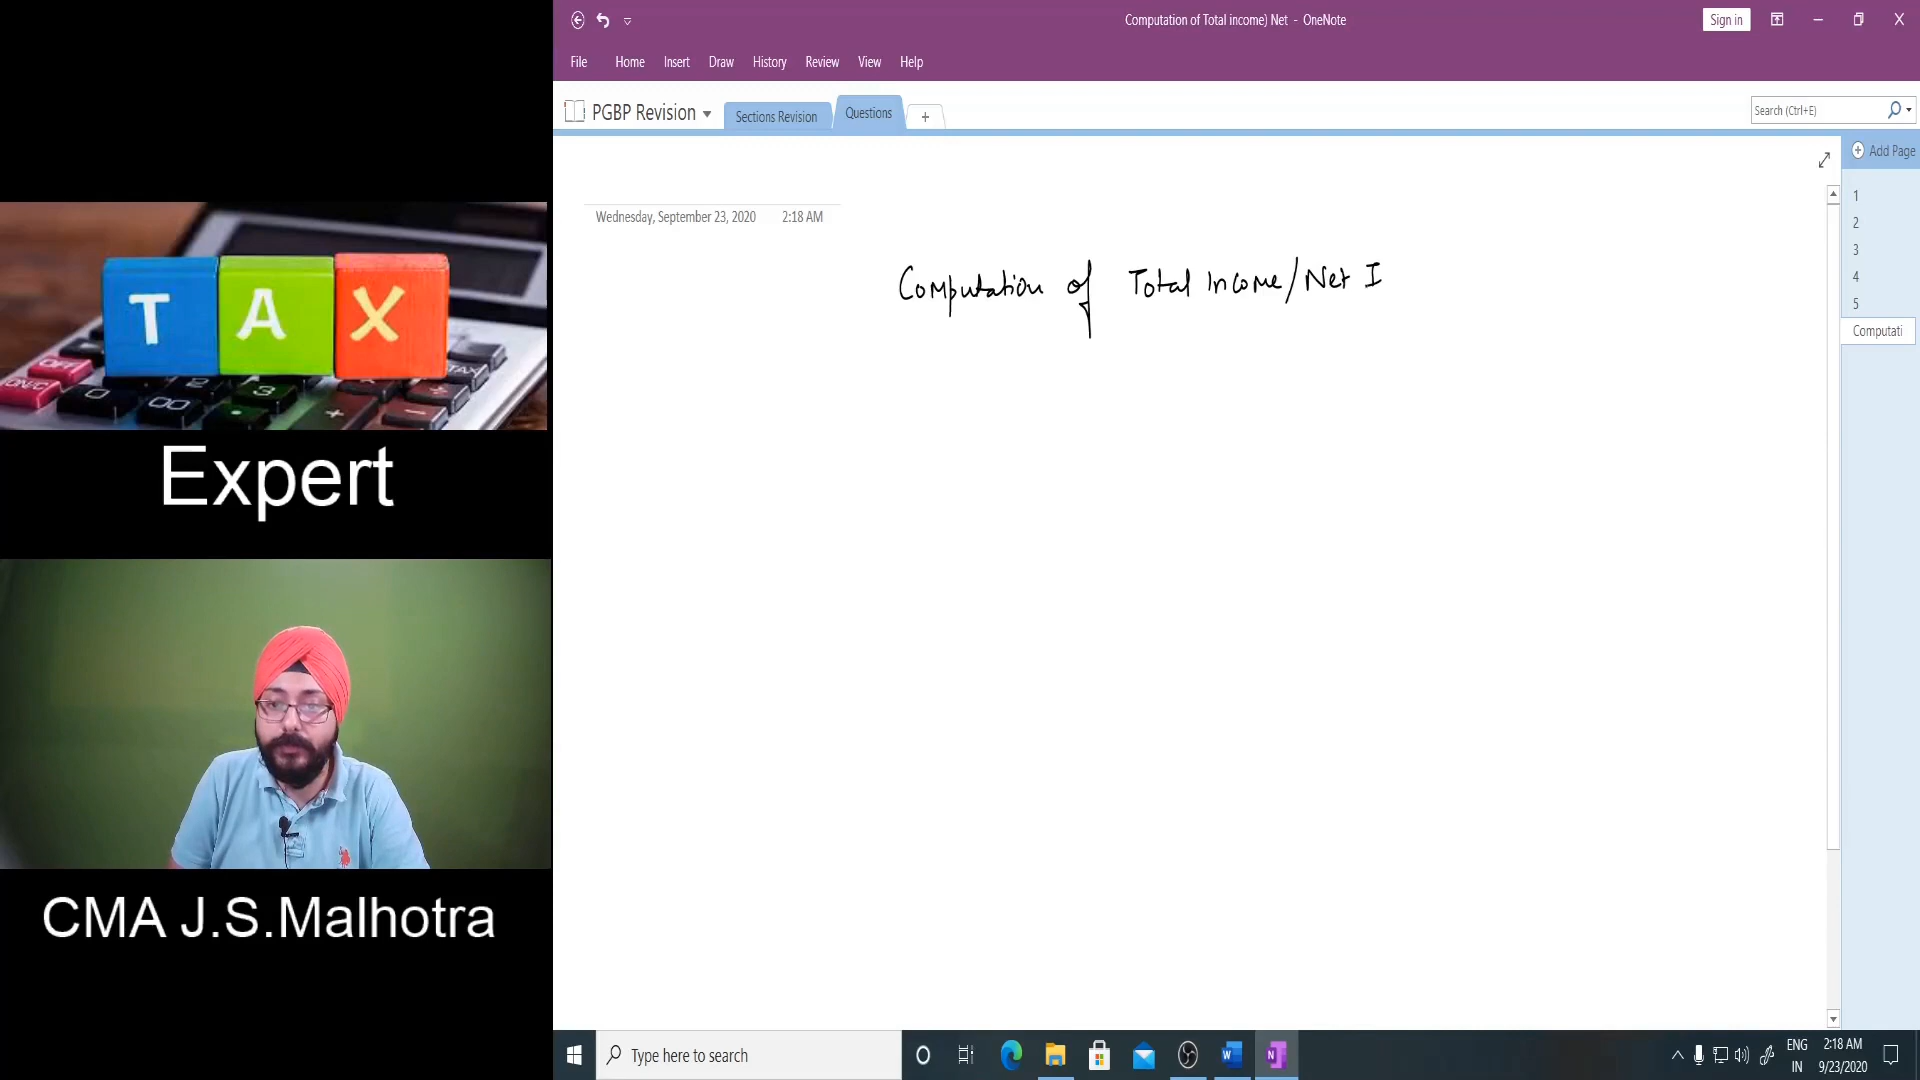 Computation of Total income) Net - OneNote
Sign in
File Home Insert Draw History Review View Help
PGBP Revision Sections Revision Questions +
Search (Ctrl+E)
Add Page
1
2
3
4
5
Computati
Wednesday, September 23, 2020 2:18 AM
Computation of Total Income/Net I
TAX
Expert
CMA J.S.Malhotra
Type here to search
ENG
IN
2:18 AM
9/23/2020